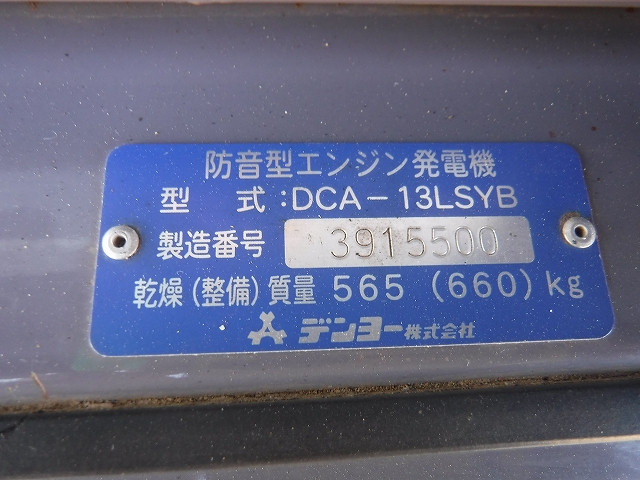 防音型エンジン発電機
型 式:DCA-13LSYB
製造番号 3915500
乾燥(整備)質量 565 (660) kg
デンヨー株式会社